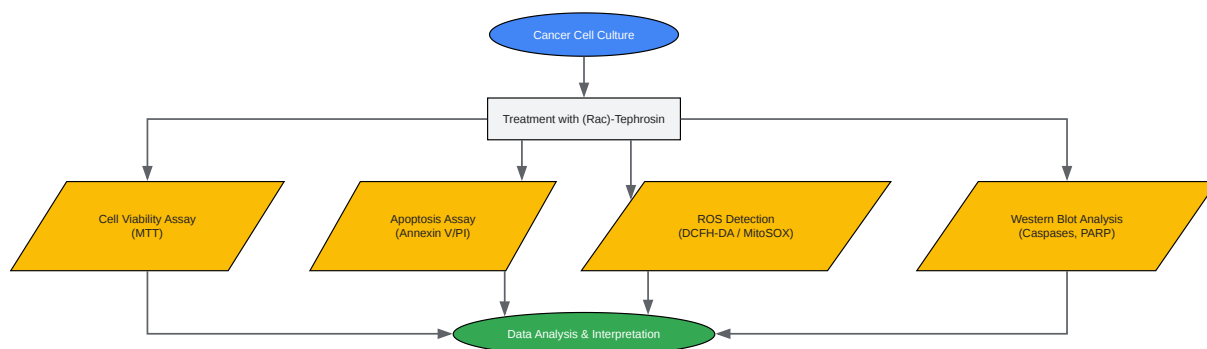 Cancer Cell Culture
Treatment with (Rac)-Tephrosin
Cell Viability Assay
(MTT)
Apoptosis Assay
(Annexin V/PI)
ROS Detection
(DCFH-DA / MitoSOX)
Western Blot Analysis
(Caspases, PARP)
Data Analysis & Interpretation